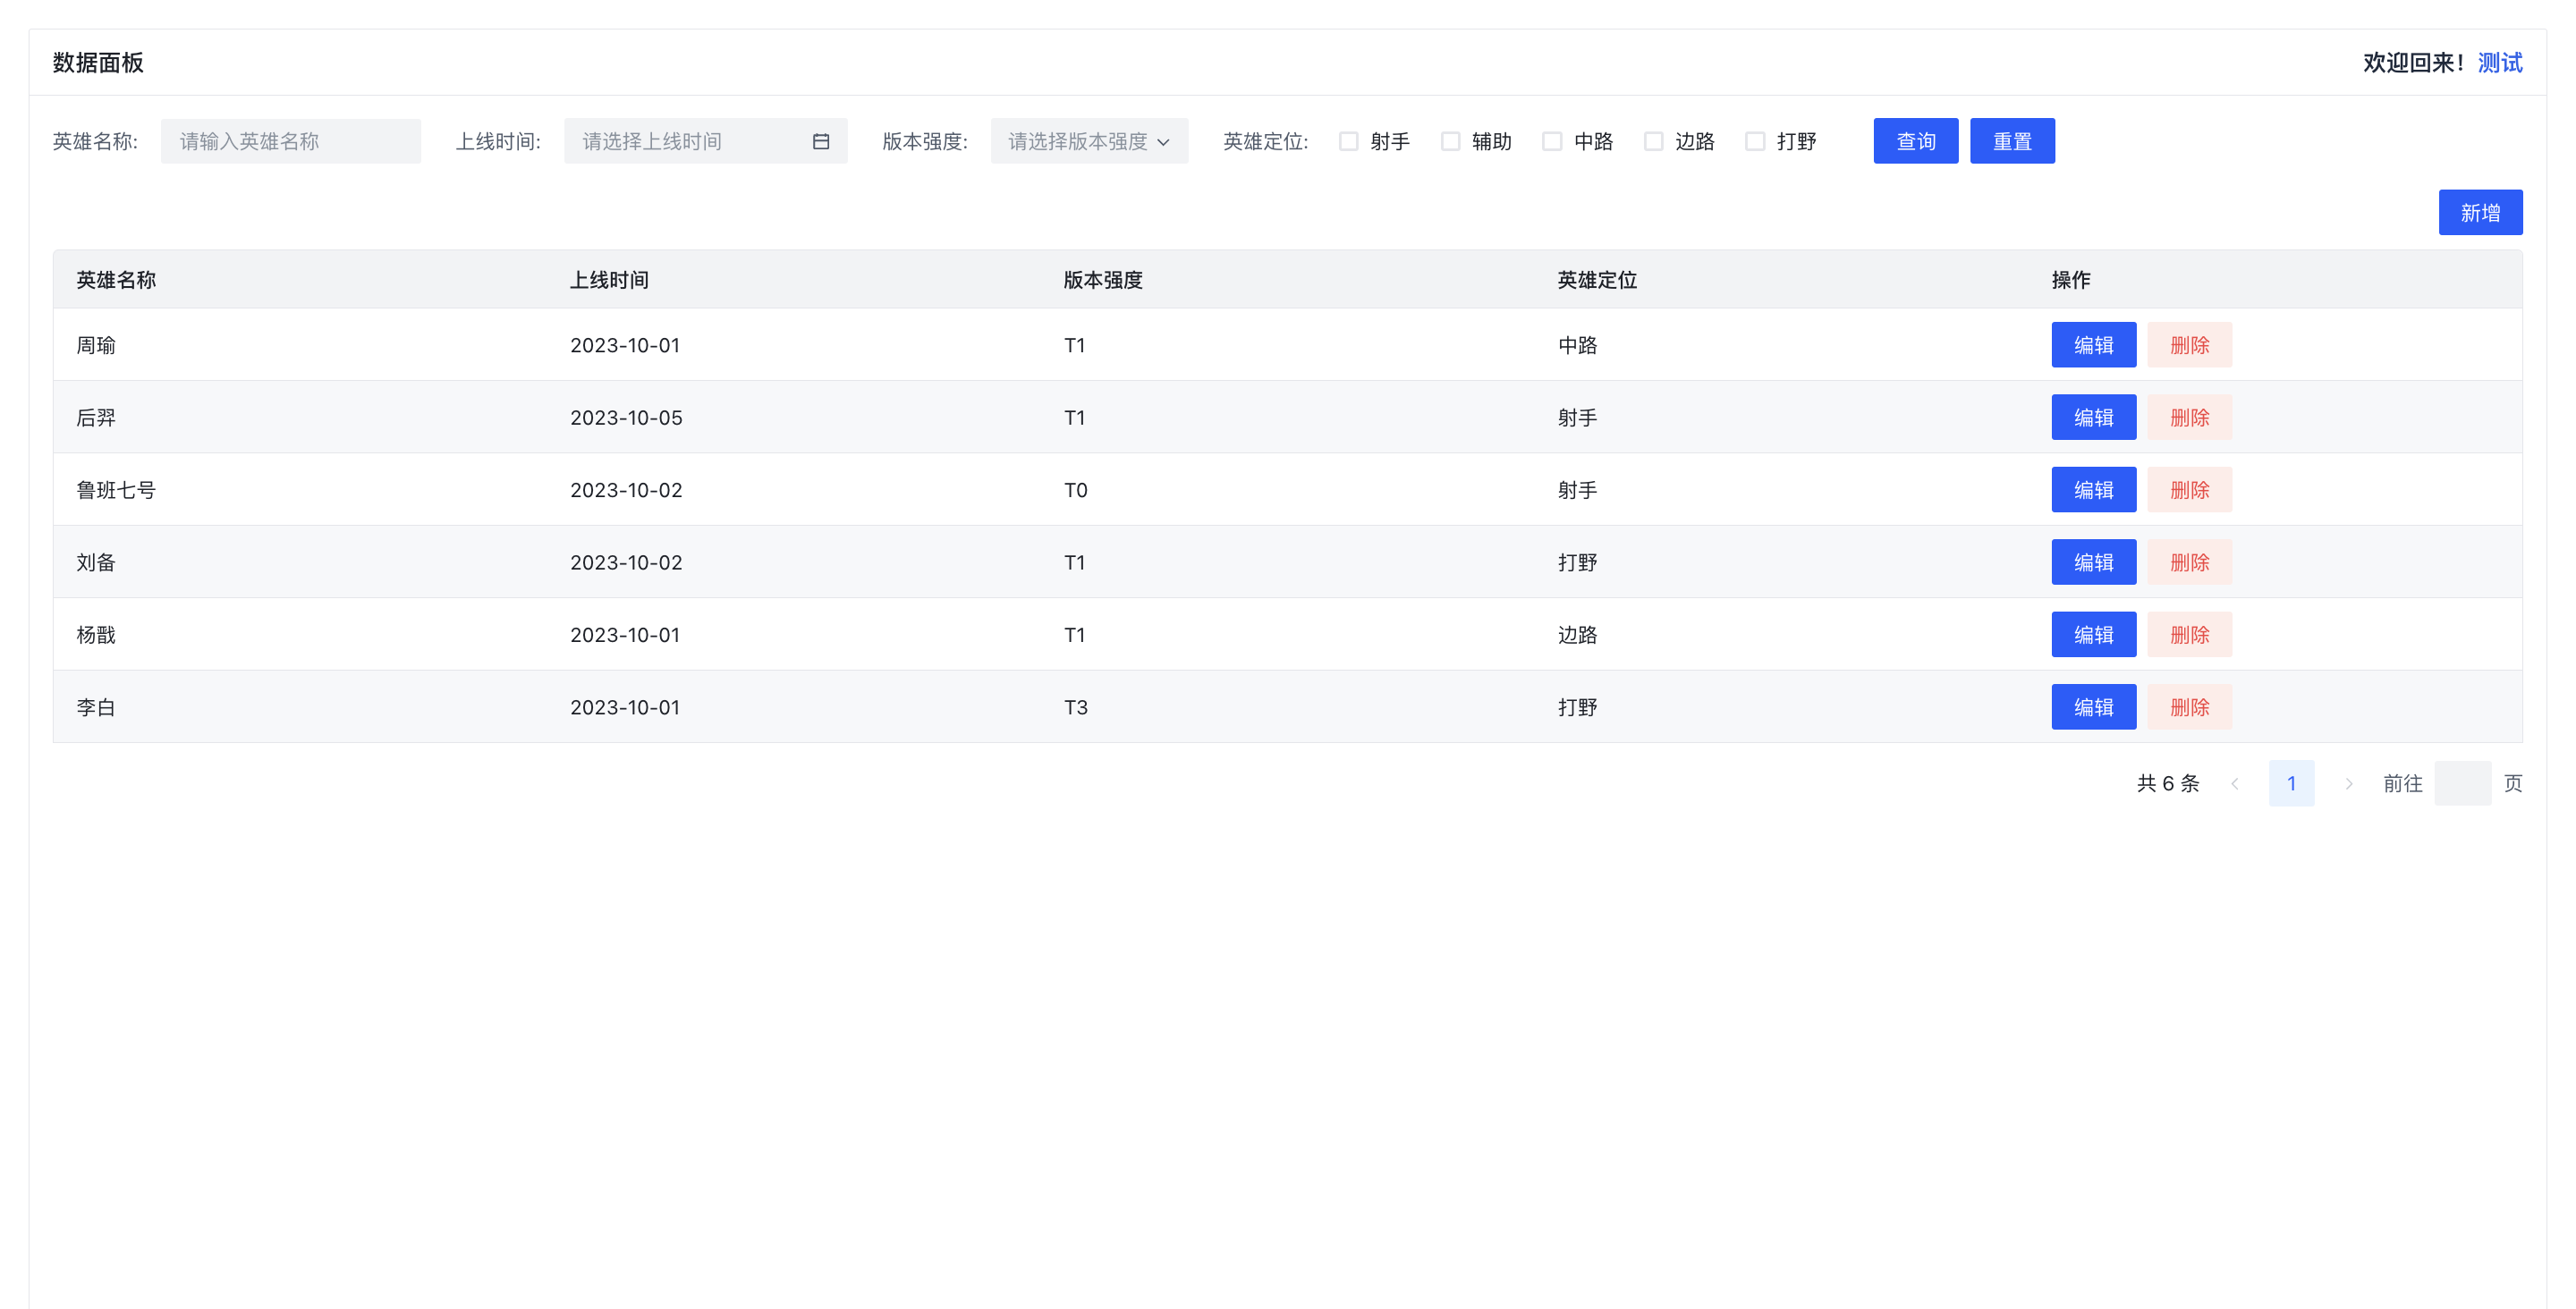 数据面板 欢迎回来！测试
英雄名称: 请输入英雄名称 上线时间: 请选择上线时间 版本强度: 请选择版本强度 英雄定位: 射手 辅助 中路 边路 打野 查询 重置
新增
英雄名称 上线时间 版本强度 英雄定位 操作
周瑜 2023-10-01 T1 中路 编辑 删除
后羿 2023-10-05 T1 射手 编辑 删除
鲁班七号 2023-10-02 T0 射手 编辑 删除
刘备 2023-10-02 T1 打野 编辑 删除
杨戬 2023-10-01 T1 边路 编辑 删除
李白 2023-10-01 T3 打野 编辑 删除
共 6 条 1 前往 页